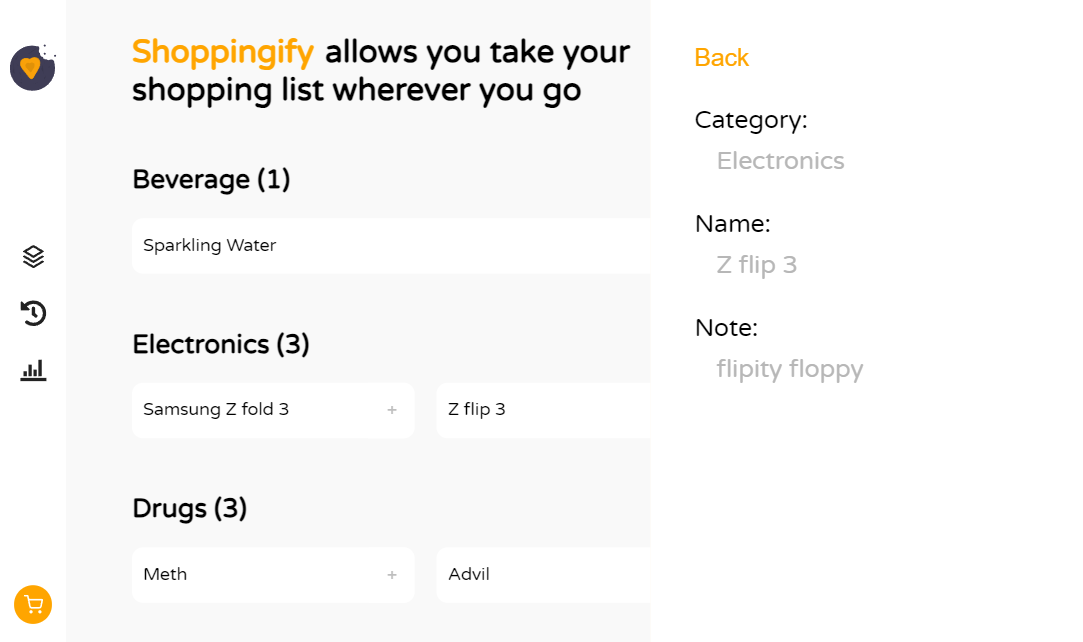 Shoppingify allows you take your
shopping list wherever you go
Beverage (1)
Sparkling Water
Electronics (3)
Samsung Z fold 3 +
Z flip 3
Drugs (3)
Meth +
Advil
Back
Category:
Electronics
Name:
Z flip 3
Note:
flipity floppy